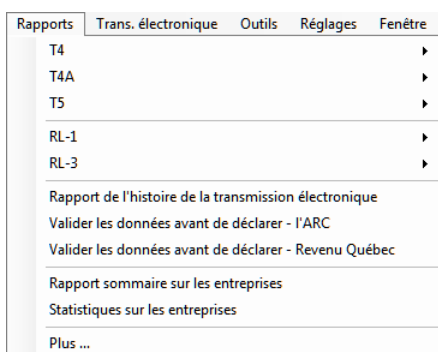 Rapports Trans. électronique Outils Réglages Fenêtre
T4
T4A
T5
RL-1
RL-3
Rapport de l'histoire de la transmission électronique
Valider les données avant de déclarer - l'ARC
Valider les données avant de déclarer - Revenu Québec
Rapport sommaire sur les entreprises
Statistiques sur les entreprises
Plus ...